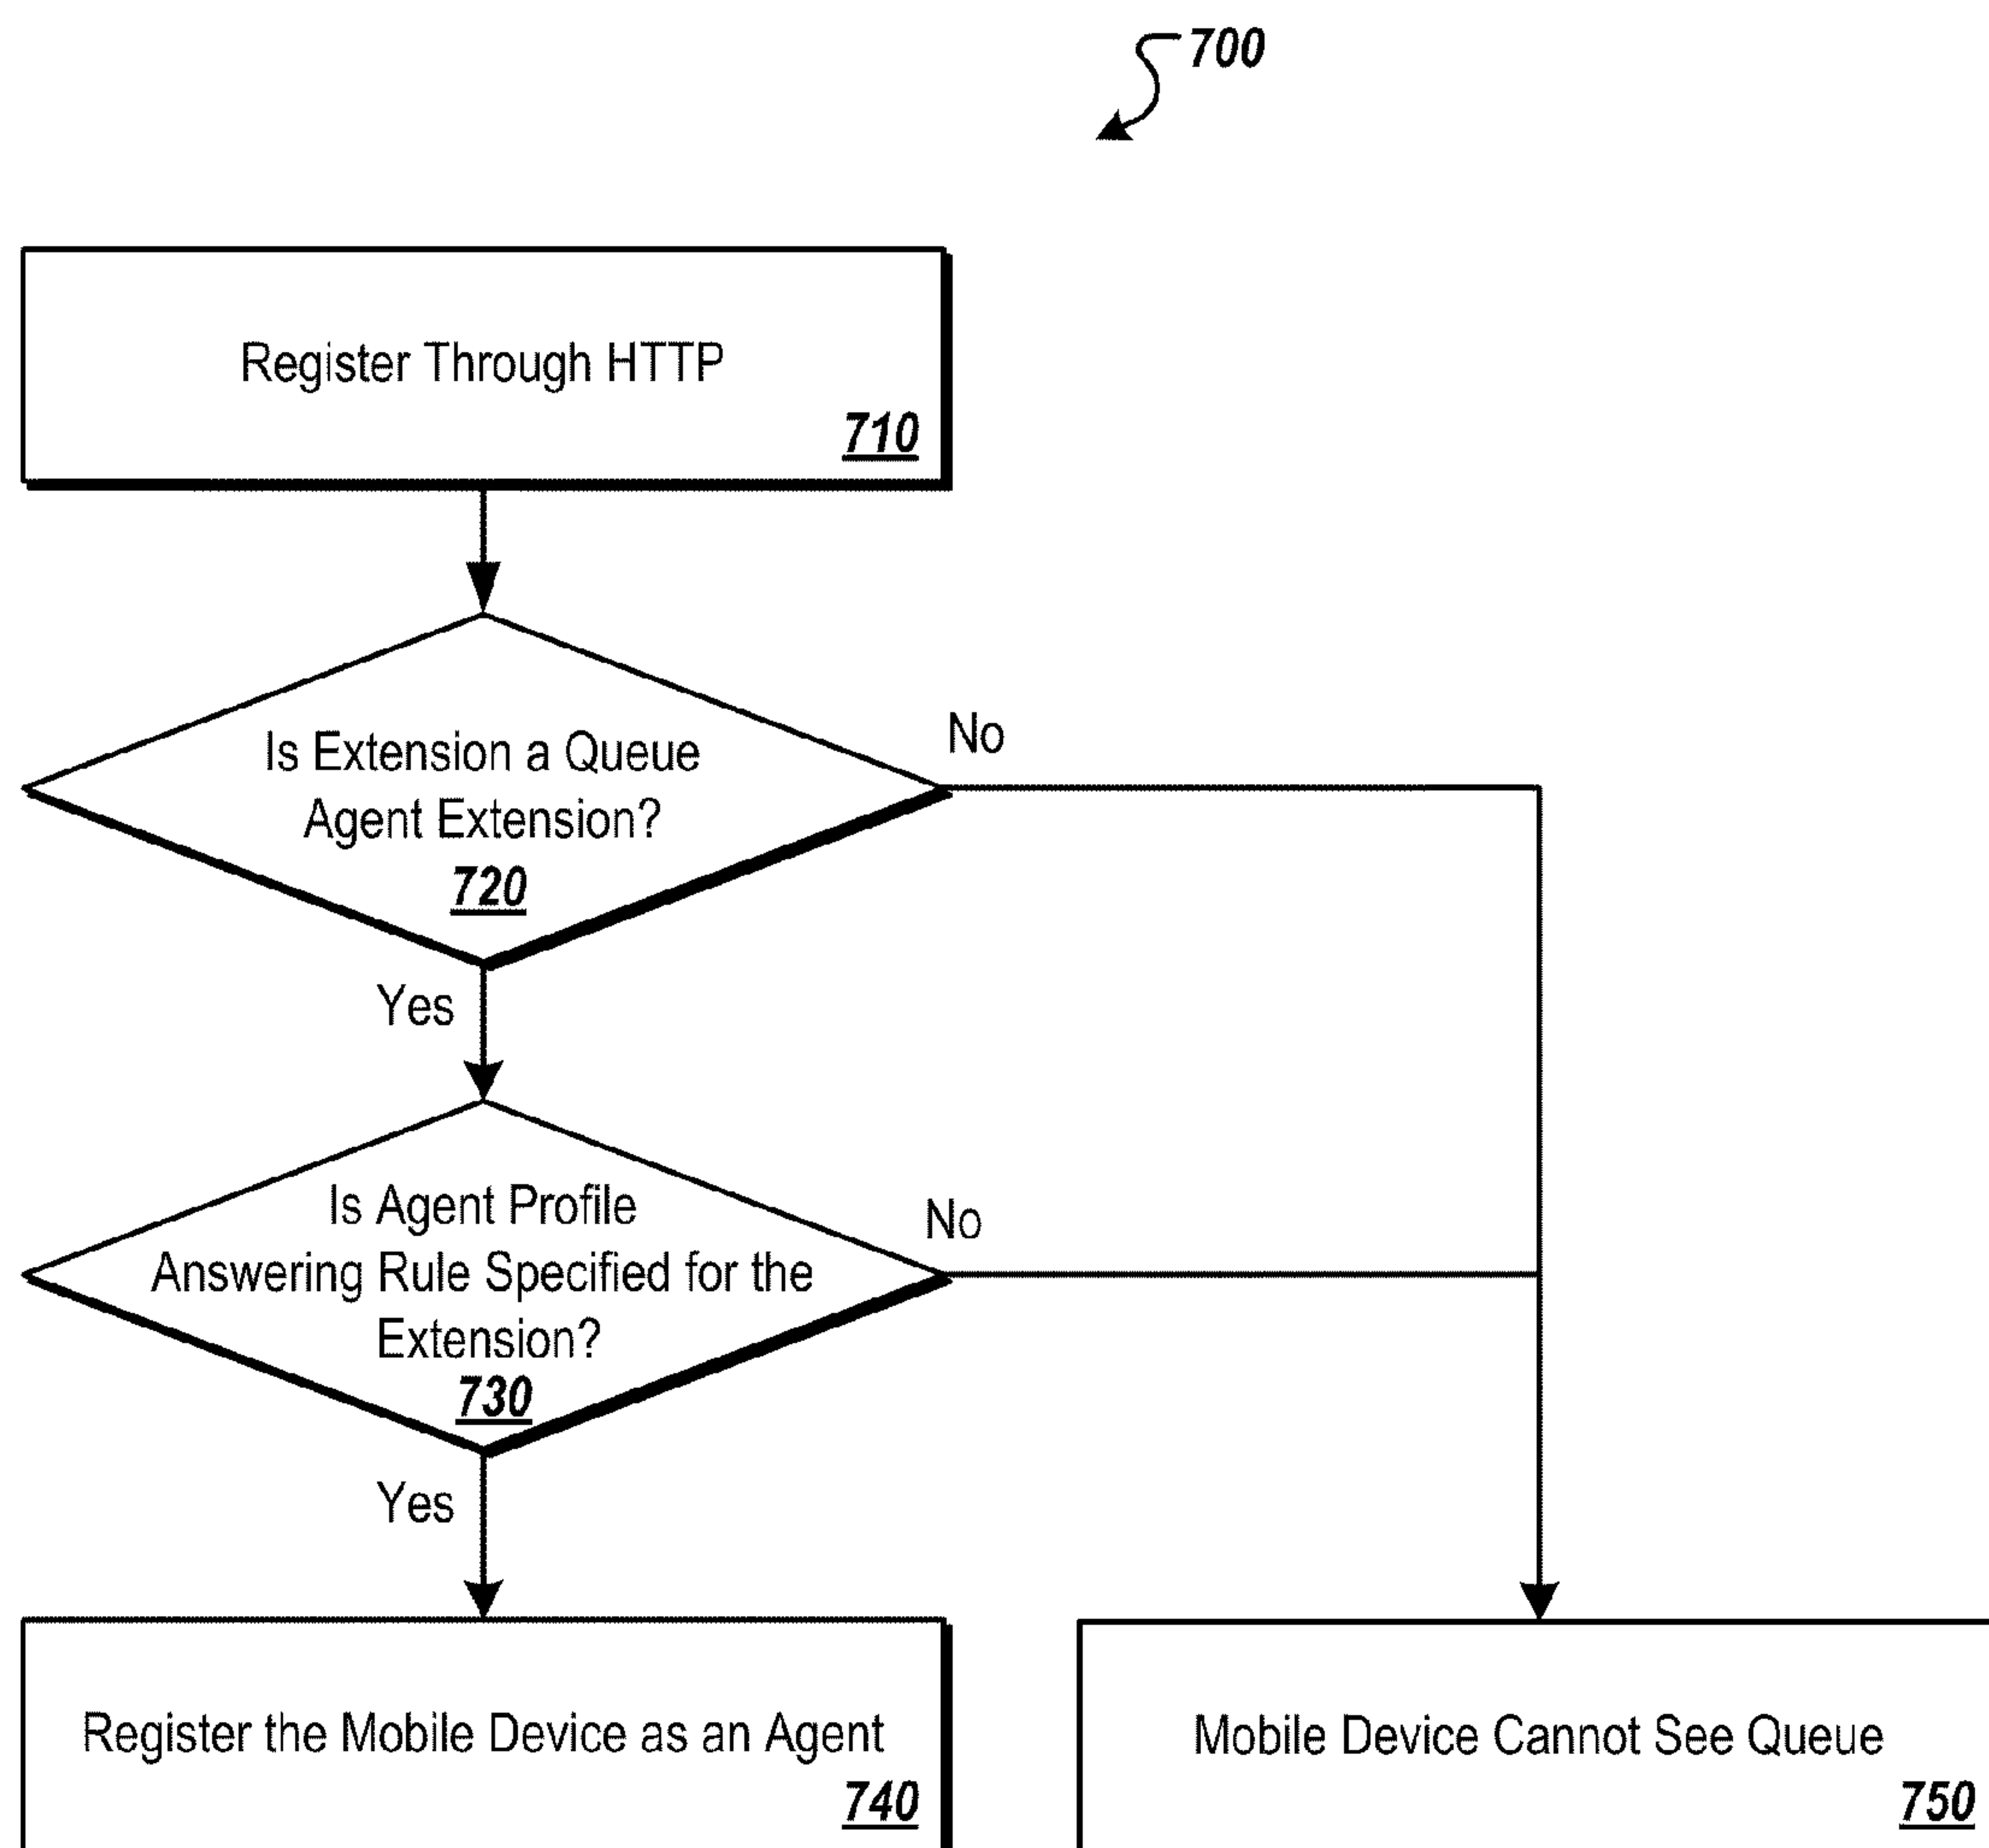 700
Register Through HTTP
710
Is Extension a Queue
Agent Extension?
720
No
Yes
Is Agent Profile
Answering Rule Specified for the
Extension?
730
No
Yes
Register the Mobile Device as an Agent
740
Mobile Device Cannot See Queue
750